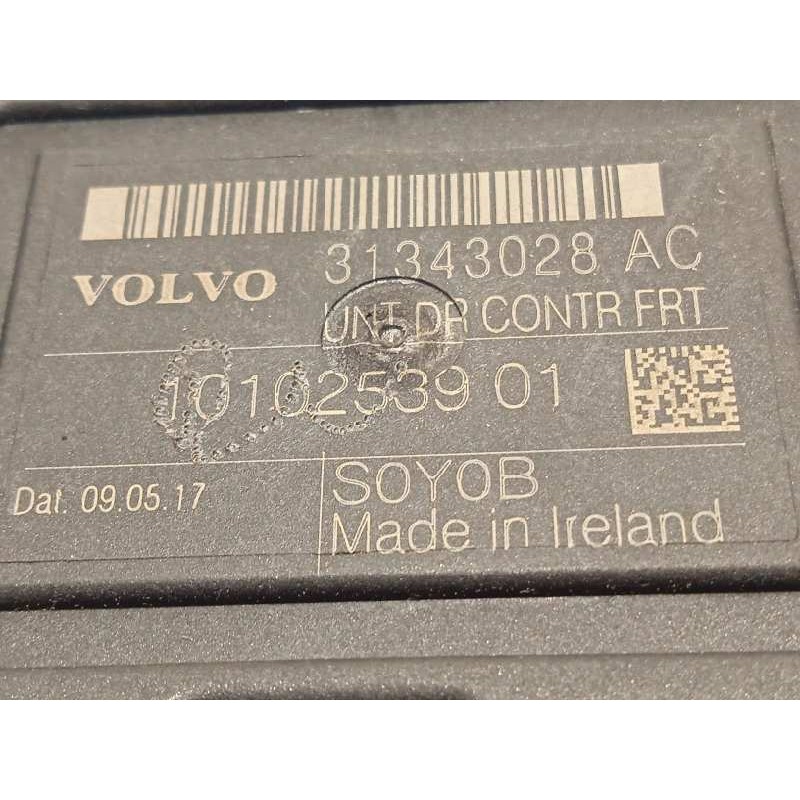 31343028 AC
VOLVO
UNT DR CONTR FRT
10102539 01
Dat. 09.05.17
SOYOB
Made in Ireland